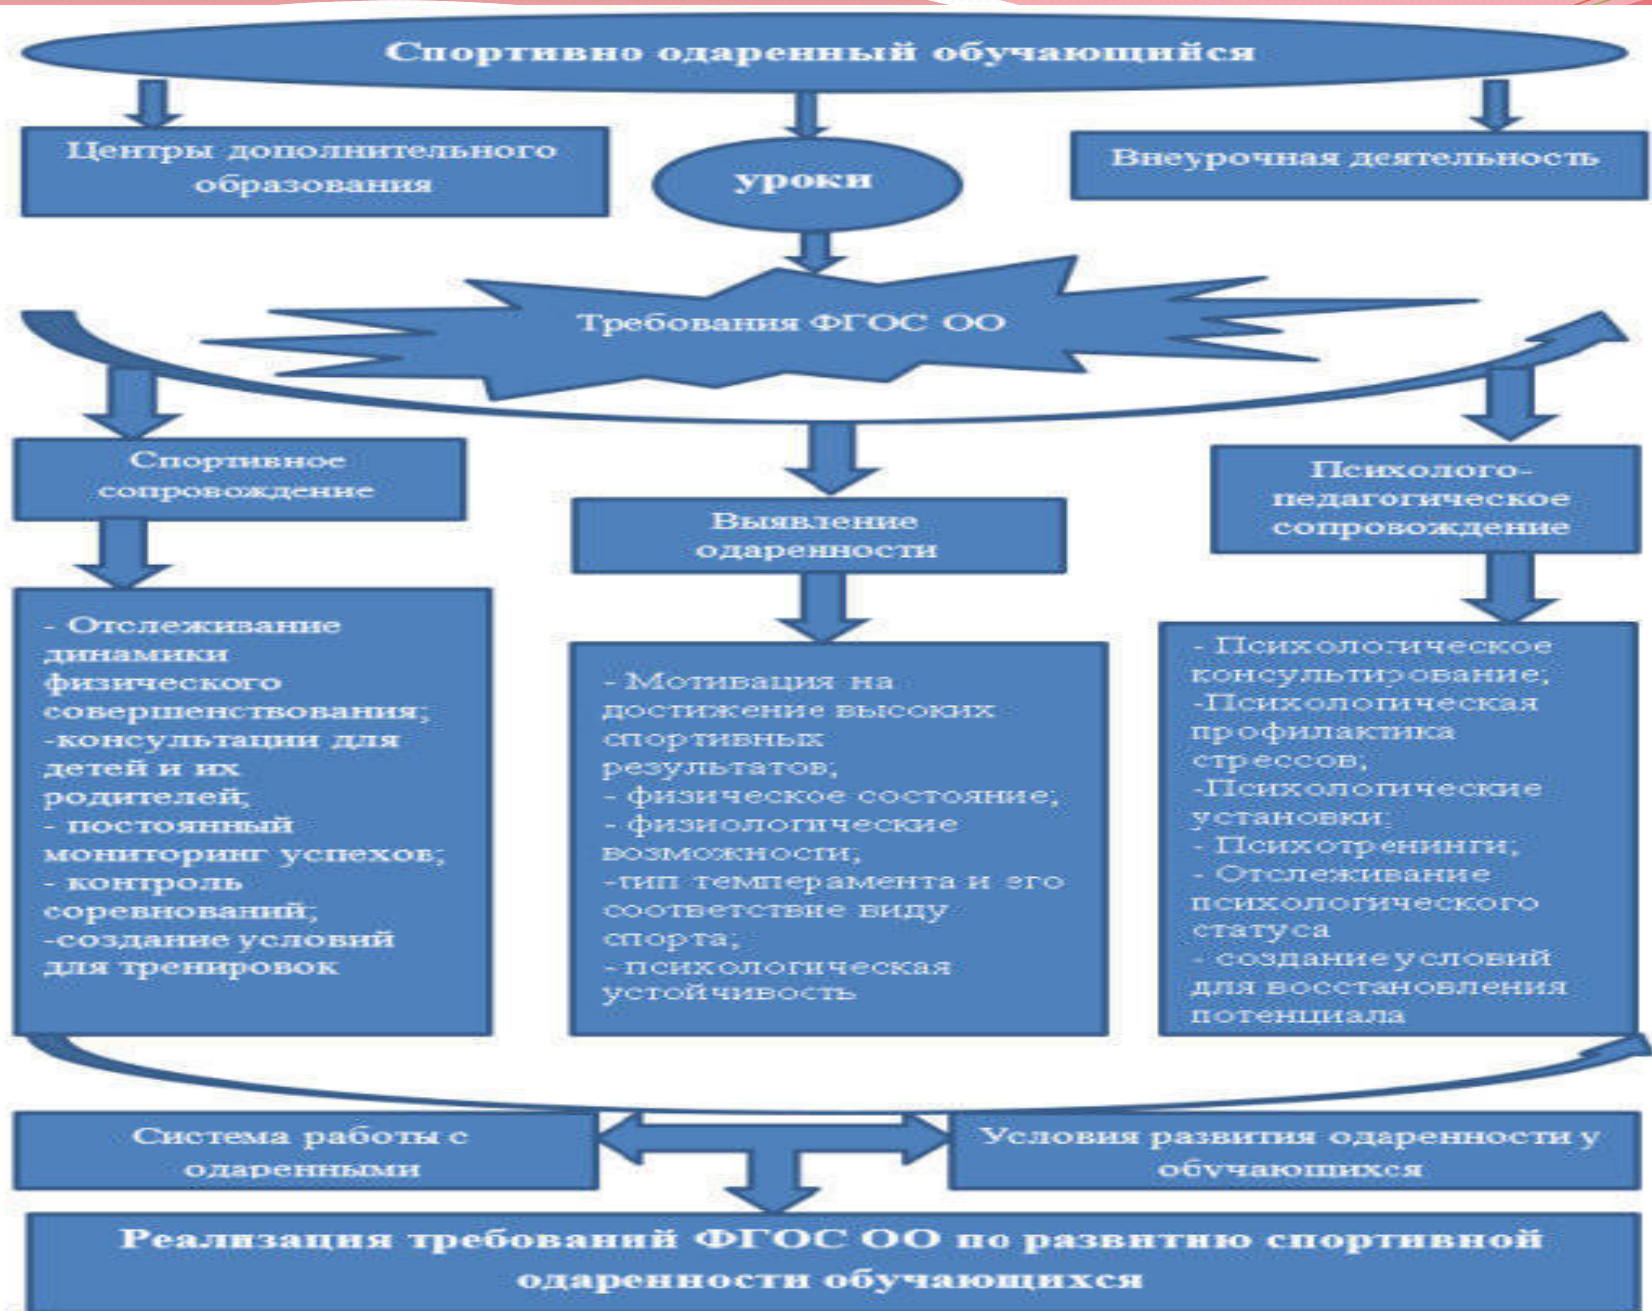 Спортивно одаренный обучающийся
Центры дополнительного
образования
уроки
Внеурочная деятельность
Требования ФГОС ОО
Спортивное
сопровождение
Выявление
одаренности
Психолого-
педагогическое
сопровождение
- Отслеживание
динамики
физического
совершенствования;
-консультации для
детей и их
родителей;
- постоянный
мониторинг успехов;
- контроль
соревнований;
-создание условий
для тренировок
- Мотивация на
достижение высоких
спортивных
результатов;
- физическое состояние;
- физиологические
возможности;
-тип темперамента и его
соответствие виду
спорта;
- психологическая
устойчивость
- Психологическое
консультирование;
-Психологическая
профилактика
стрессов;
-Психологические
установки;
- Психотренинги;
- Отслеживание
психологического
статуса
- создание условий
для восстановления
потенциала
Система работы с
одаренными
Условия развития одаренности у
обучающихся
Реализация требований ФГОС ОО по развитию спортивной
одаренности обучающихся